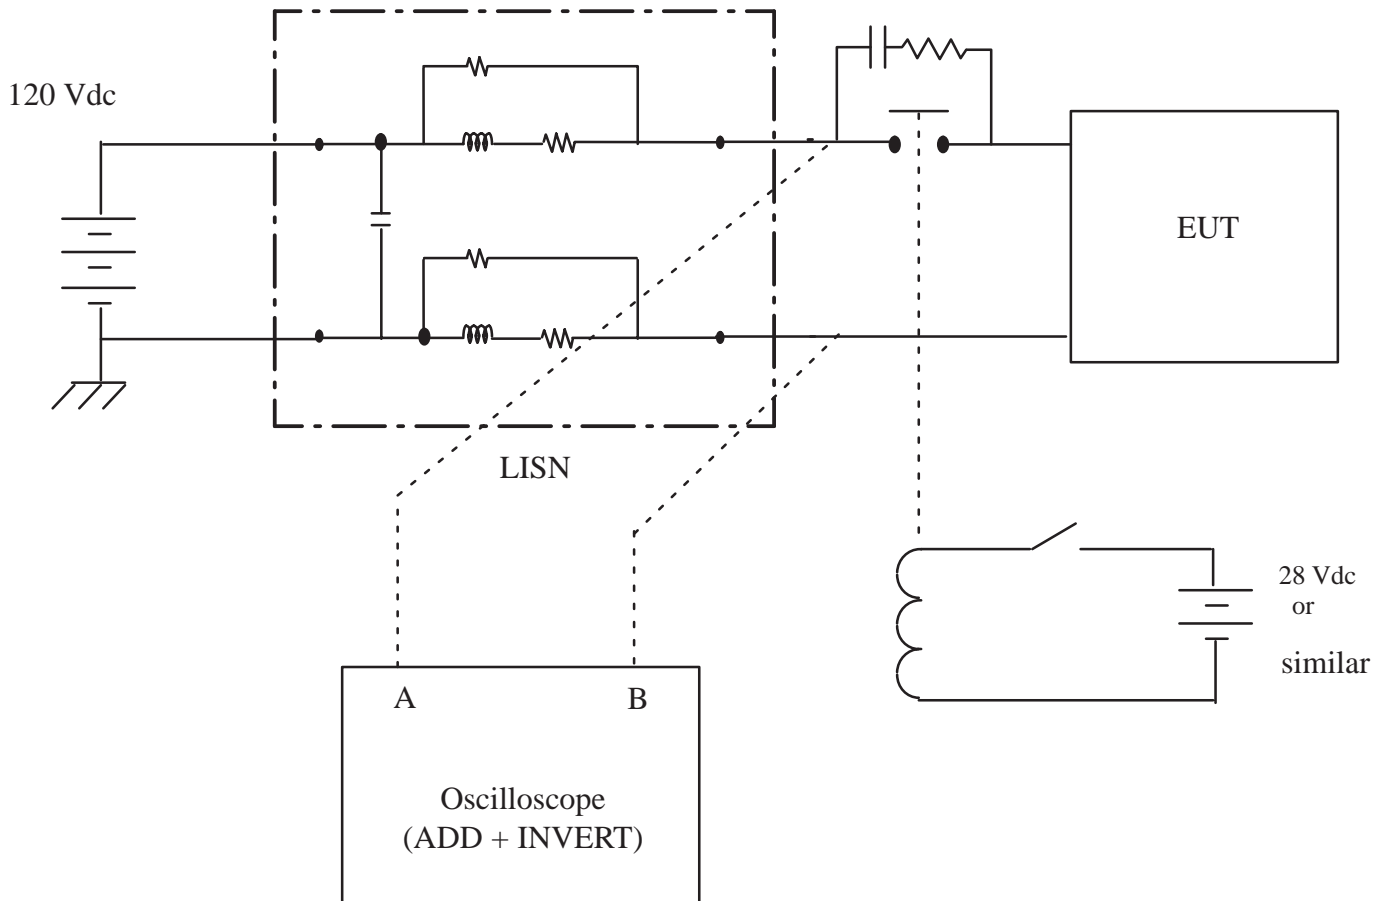 120 Vdc
EUT
LISN
28 Vdc
or
similar
A
B
Oscilloscope
(ADD + INVERT)